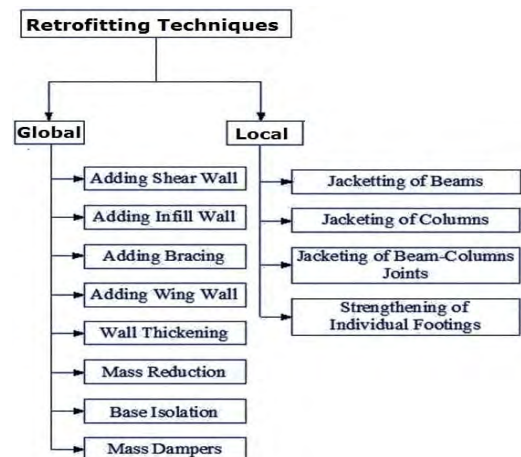 Retrofitting Techniques
Global
Adding Shear Wall
Adding Infill Wall
Adding Bracing
Adding Wing Wall
Wall Thickening
Mass Reduction
Base Isolation
Mass Dampers
Local
Jacketting of Beams
Jacketing of Columns
Jacketing of Beam-Columns
Joints
Strengthening of
Individual Footings